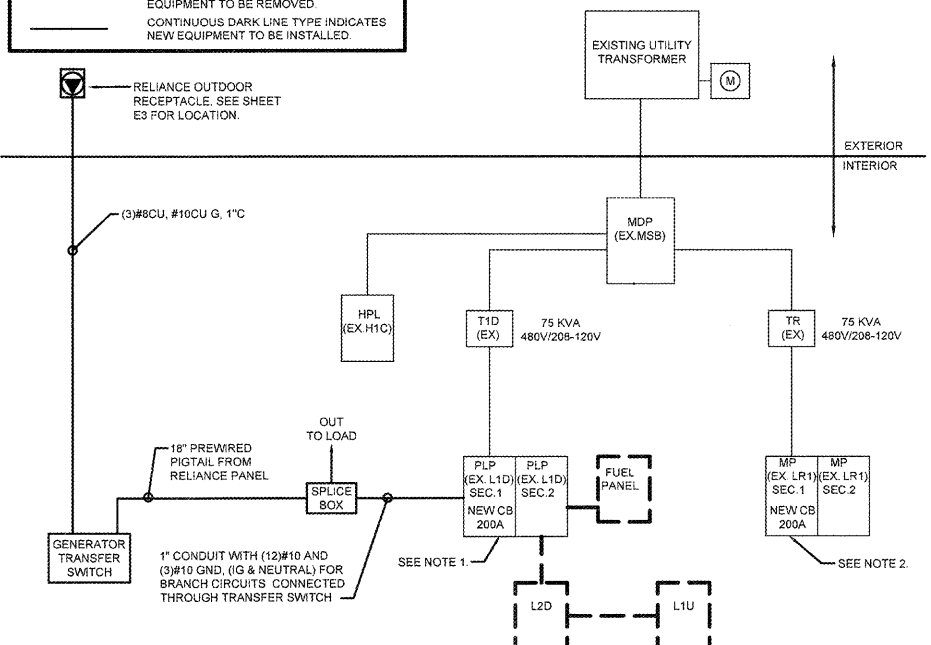 EQUIPMENT TO BE REMOVED.
CONTINUOUS DARK LINE TYPE INDICATES
NEW EQUIPMENT TO BE INSTALLED.
EXISTING UTILITY
TRANSFORMER
M
RELIANCE OUTDOOR
RECEPTACLE. SEE SHEET
E3 FOR LOCATION.
EXTERIOR
INTERIOR
(3)#8CU, #10CU G, 1"C
MDP
(EX.MSB)
HPL
(EX.H1C)
T1D
(EX)
75 KVA
480V/208-120V
TR
(EX)
75 KVA
480V/208-120V
OUT
TO LOAD
18" PREWIRED
PIGTAIL FROM
RELIANCE PANEL
SPLICE
BOX
PLP
(EX. L1D)
SEC.1
NEW CB
200A
PLP
(EX. L1D)
SEC.2
FUEL
PANEL
MP
(EX. LR1)
SEC.1
NEW CB
200A
MP
(EX. LR1)
SEC.2
GENERATOR
TRANSFER
SWITCH
1" CONDUIT WITH (12)#10 AND
(3)#10 GND, (IG & NEUTRAL) FOR
BRANCH CIRCUITS CONNECTED
THROUGH TRANSFER SWITCH
SEE NOTE 1.
SEE NOTE 2.
L2D
L1U